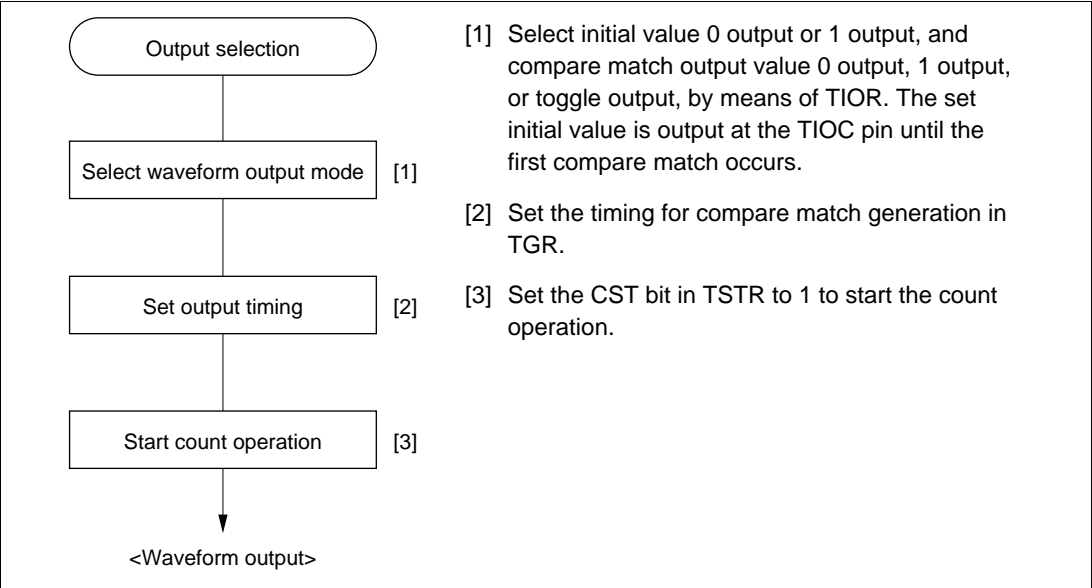 Output selection
Select waveform output mode
[1]
Set output timing
[2]
Start count operation
[3]
<Waveform output>
[1] Select initial value 0 output or 1 output, and
compare match output value 0 output, 1 output,
or toggle output, by means of TIOR. The set
initial value is output at the TIOC pin until the
first compare match occurs.
[2] Set the timing for compare match generation in
TGR.
[3] Set the CST bit in TSTR to 1 to start the count
operation.